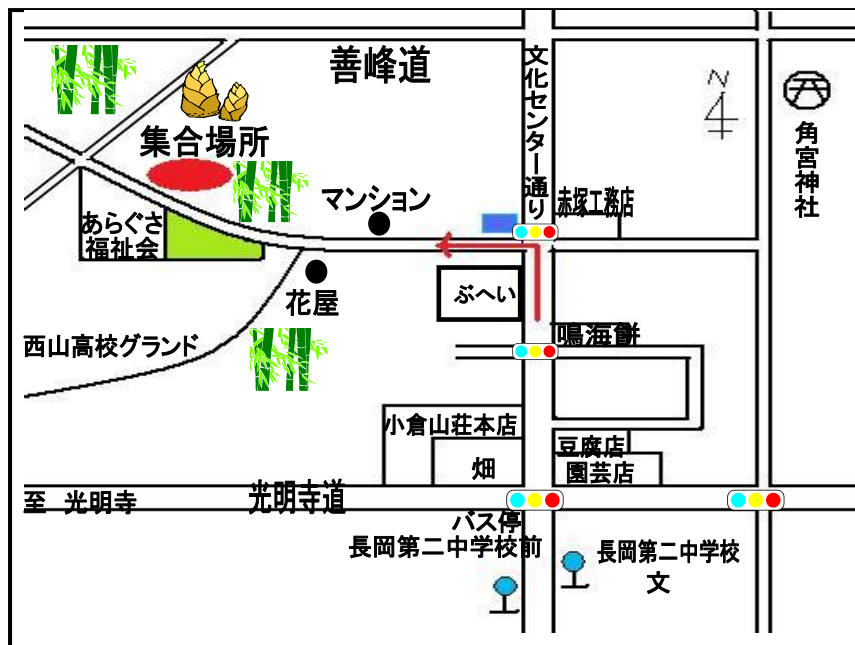 善峰道
文化センター通り
N
角宮神社
集合場所
赤塚工務店
マンション
あらぐさ
福祉会
花屋
ぶへい
鳴海餅
西山高校グランド
小倉山荘本店
畑
豆腐店
園芸店
至 光明寺
光明寺道
バス停
長岡第二中学校前
長岡第二中学校
文